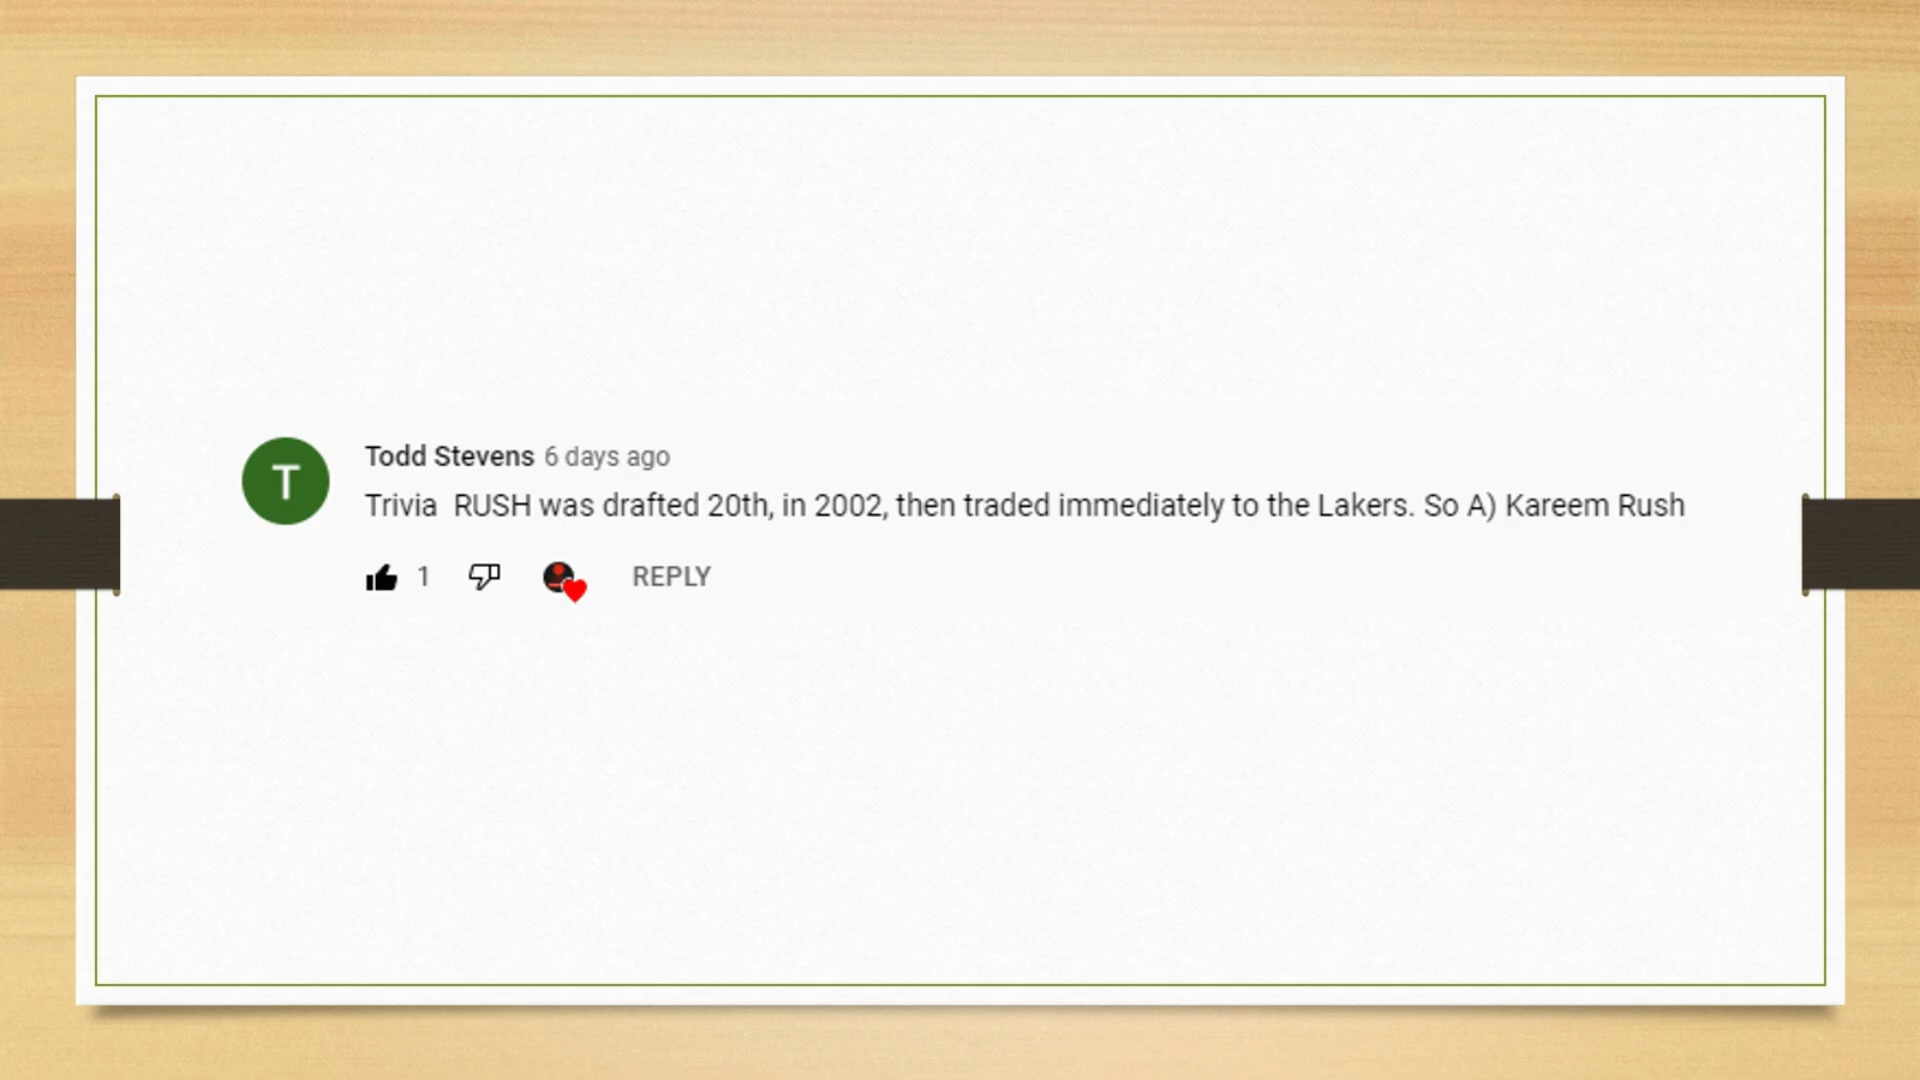 T
Todd Stevens 6 days ago
Trivia  RUSH was drafted 20th, in 2002, then traded immediately to the Lakers. So A) Kareem Rush
1 REPLY